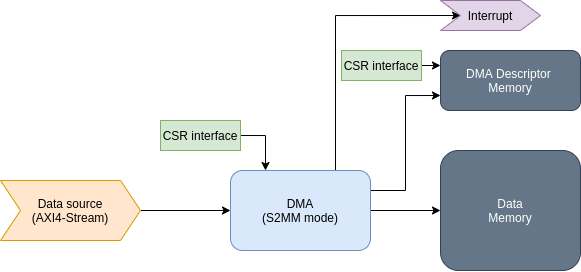 Interrupt
CSR interface
DMA Descriptor
Memory
CSR interface
Data source
(AXI4-Stream)
DMA
(S2MM mode)
Data
Memory